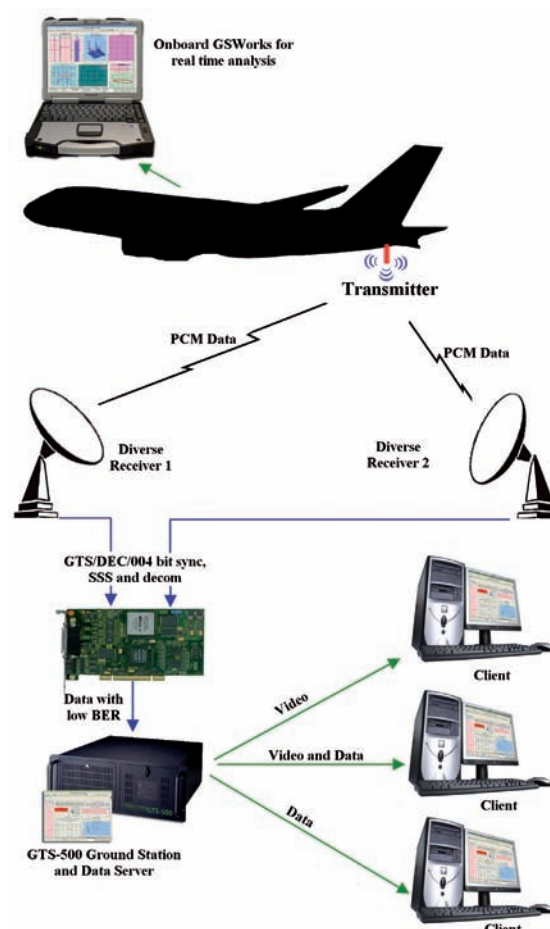 Onboard GSWorks for
real time analysis
Transmitter
PCM Data
PCM Data
Diverse
Receiver 1
Diverse
Receiver 2
GTS/DEC/004 bit sync,
SSS and decom
Data with
low BER
Video
Client
Video and Data
Client
GTS-500
Data
GTS-500 Ground Station
and Data Server
Client